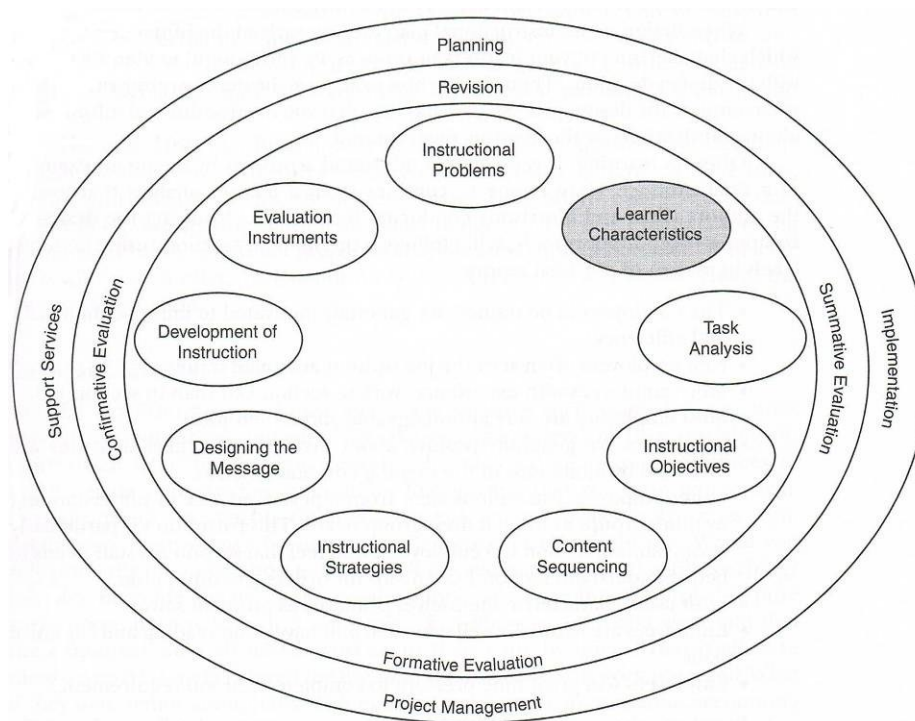 Planning
Revision
Instructional
Problems
Evaluation
Instruments
Learner
Characteristics
Support Services
Confirmative Evaluation
Development of
Instruction
Task
Analysis
Summative Evaluation
Implementation
Designing the
Message
Instructional
Objectives
Instructional
Strategies
Content
Sequencing
Formative Evaluation
Project Management